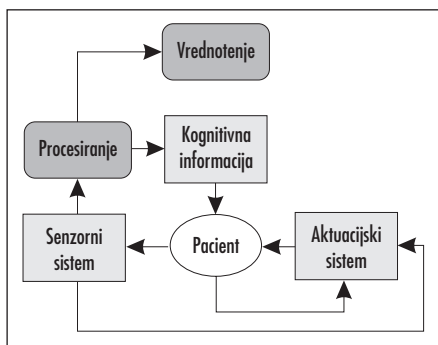 Vrednotenje
Procesiranje
Kognitivna
informacija
Senzorni
sistem
Pacient
Aktuacijski
sistem